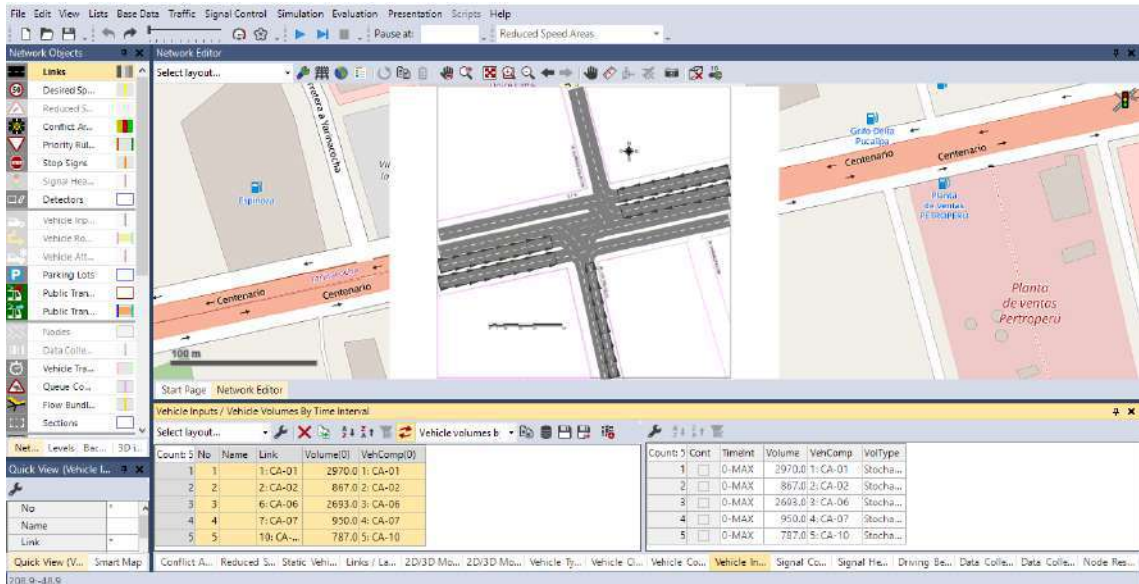 File Edit View Lists Base Data Traffic Signal Control Simulation Evaluation Presentation Scripts Help
Pause at: Reduced Speed Areas
Network Objects
Network Editor
Links
Select layout...
Desired Sp...
Reduced S...
Conflict Ar...
Priority Rul...
Stop Signs
Signal Hea...
Detectors
Vehicle Inp...
Vehicle Ro...
Vehicle Att...
Parking Lots
Public Tran...
Public Tran...
Nodes
Data Colle...
Vehicle Tra...
Queue Co...
Flow Bundl...
Sections
Net... Levels Bac... 3D i...
Carretera a Yarinacocha
Espinoza
Centenario
Centenario
100 m
Grifo Della
Pucallpa
Centenario
Centenario
Planta
de ventas
PETROPERU
Planta
de ventas
Pertroperú
Start Page Network Editor
Vehicle Inputs / Vehicle Volumes By Time Interval
Select layout... Vehicle volumes b
Count: 5 No Name Link Volume(0) VehComp(0)
1 1 1: CA-01 2970.0 1: CA-01
2 2 2: CA-02 867.0 2: CA-02
3 3 6: CA-06 2693.0 3: CA-06
4 4 7: CA-07 950.0 4: CA-07
5 5 10: CA-... 787.0 5: CA-10
Count: 5 Cont TimeInt Volume VehComp VolType
1 0-MAX 2970.0 1: CA-01 Stocha...
2 0-MAX 867.0 2: CA-02 Stocha...
3 0-MAX 2693.0 3: CA-06 Stocha...
4 0-MAX 950.0 4: CA-07 Stocha...
5 0-MAX 787.0 5: CA-10 Stocha...
Quick View (Vehicle I...
No
Name
Link
Quick View (V... Smart Map
Conflict A... Reduced S... Static Vehi... Links / La... 2D/3D Mo... 2D/3D Mo... Vehicle Ty... Vehicle Cl... Vehicle Co... Vehicle In... Signal Co... Signal He... Driving Be... Data Colle... Data Colle... Node Res...
208.9:-48.9